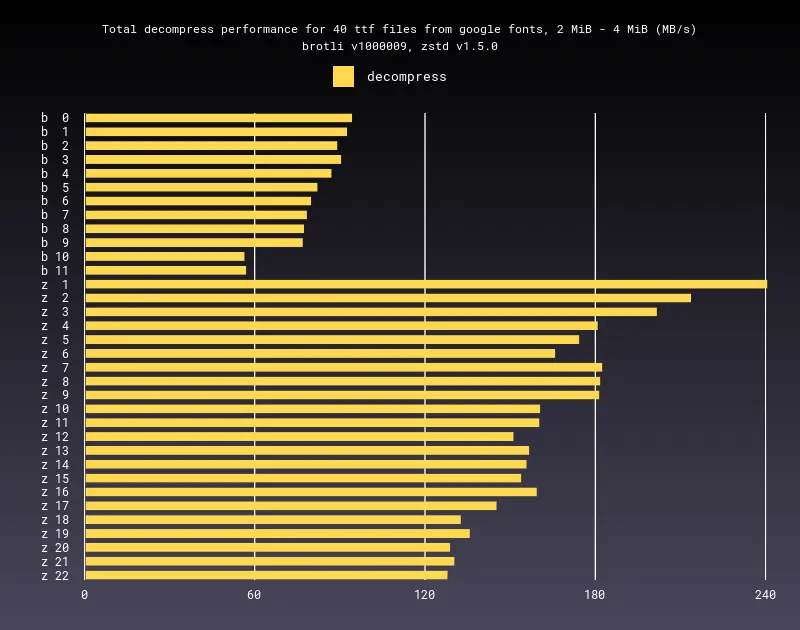 Total decompress performance for 40 ttf files from google fonts, 2 MiB - 4 MiB (MB/s)
brotli v1000009, zstd v1.5.0
decompress
b 0
b 1
b 2
b 3
b 4
b 5
b 6
b 7
b 8
b 9
b 10
b 11
z 1
z 2
z 3
z 4
z 5
z 6
z 7
z 8
z 9
z 10
z 11
z 12
z 13
z 14
z 15
z 16
z 17
z 18
z 19
z 20
z 21
z 22
0 60 120 180 240